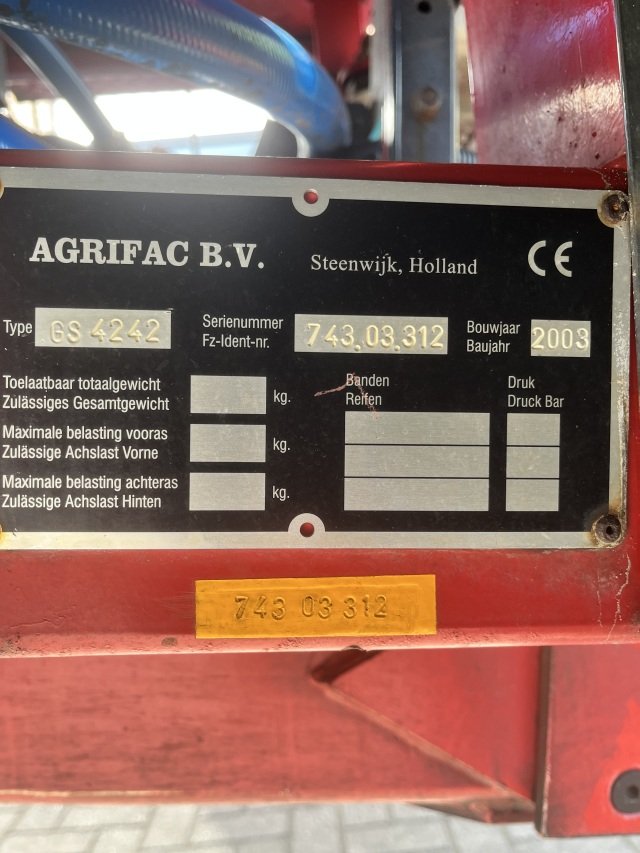 AGRIFAC B.V. Steenwijk, Holland CE
Type GS 4242 Serienummer Fz-Ident-nr. 743.03.312 Bouwjaar Baujahr 2003
Toelaatbaar totaalgewicht
Zulässiges Gesamtgewicht kg.
Banden
Reifen
Druk
Druck Bar
Maximale belasting vooras
Zulässige Achslast Vorne kg.
Maximale belasting achteras
Zulässige Achslast Hinten kg.
743 03 312